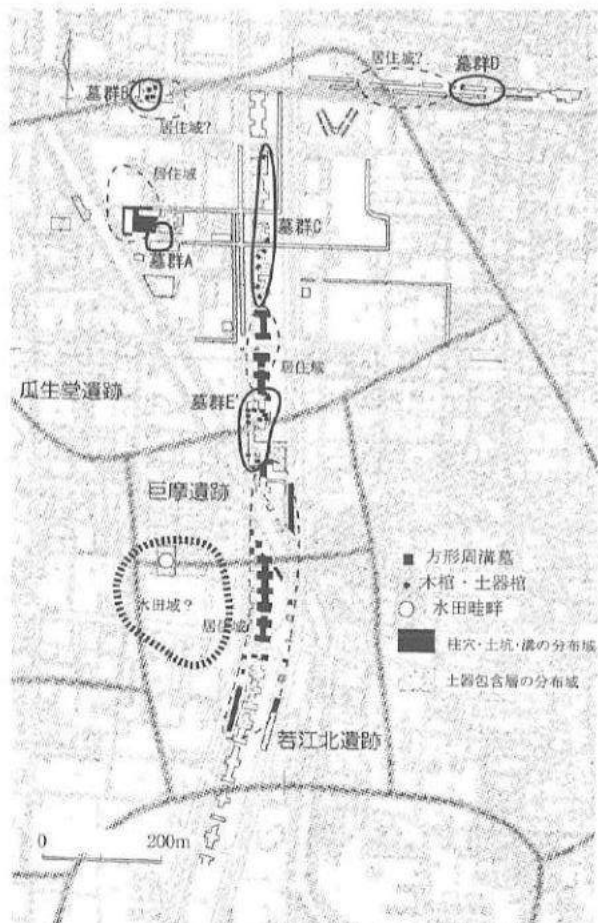 居住域?
墓群D
墓群B
居住域?
居住域
墓群C
墓群A
居住域
瓜生堂遺跡
墓群E
巨摩遺跡
方形周溝墓
木棺・土器棺
水田畦畔
水田域?
居住域
柱穴・土坑・溝の分布域
土器包含層の分布域
若江北遺跡
0 200m